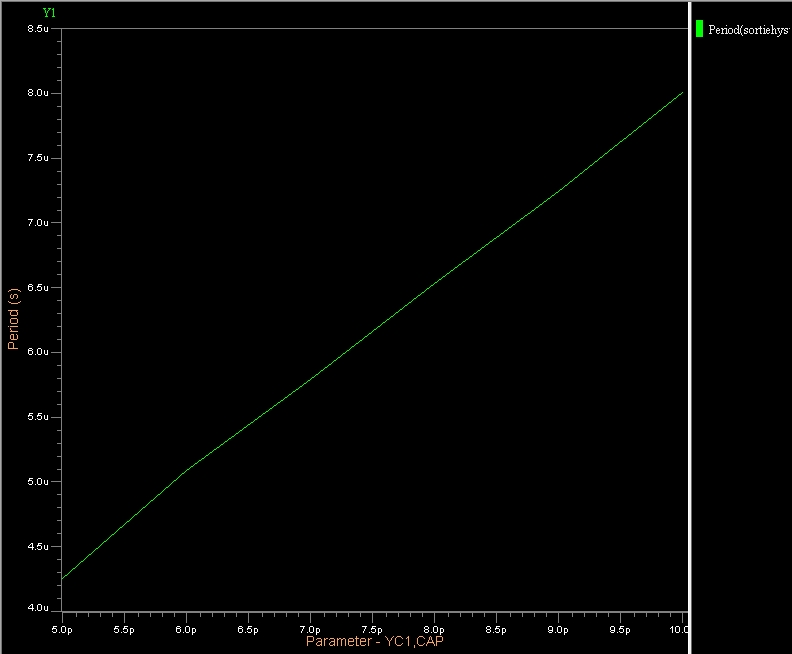 Y1
Period(sortiehys
8.5u
8.0u
7.5u
7.0u
6.5u
6.0u
5.5u
5.0u
4.5u
4.0u
Period (s)
5.0p 5.5p 6.0p 6.5p 7.0p 7.5p 8.0p 8.5p 9.0p 9.5p 10.0
Parameter - YC1,CAP